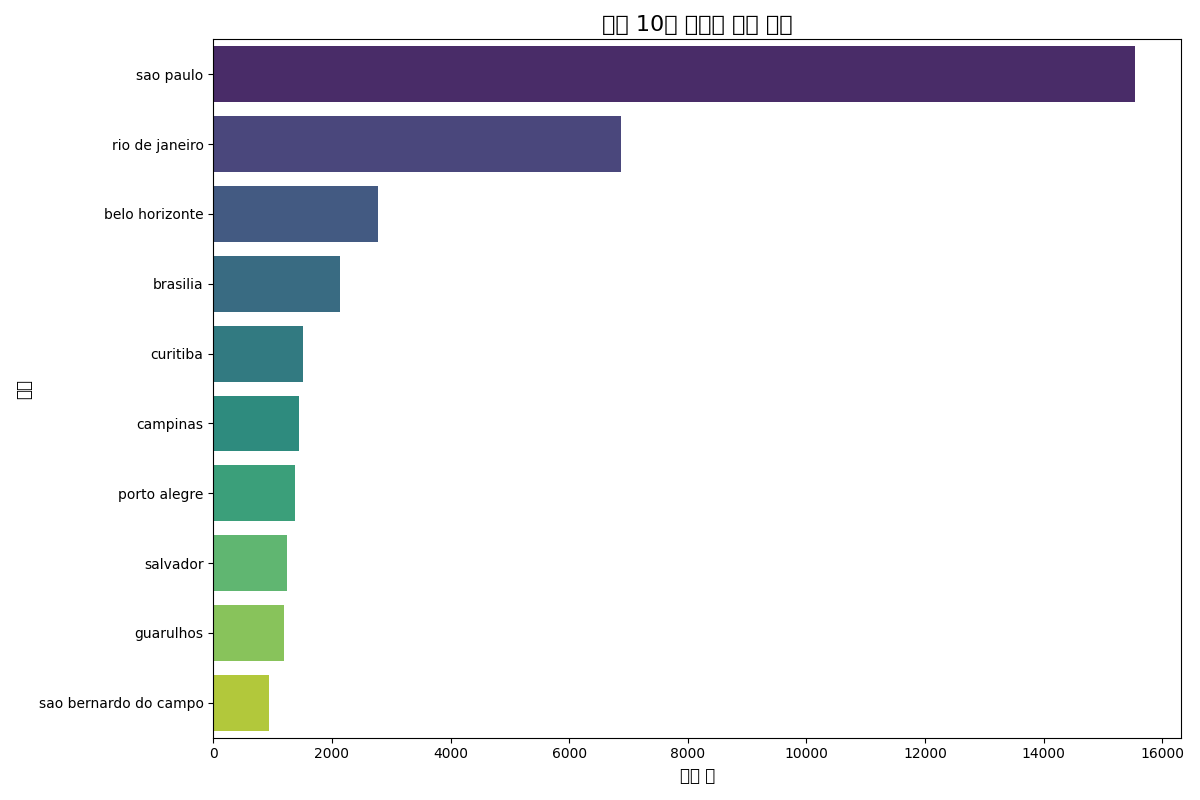 10
sao paulo
rio de janeiro
belo horizonte
brasilia
curitiba
campinas
porto alegre
salvador
guarulhos
sao bernardo do campo
0 2000 4000 6000 8000 10000 12000 14000 16000